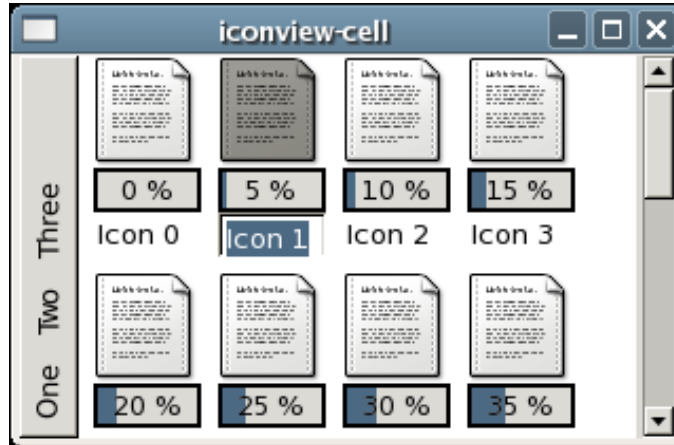 iconview-cell
One Two Three
0 % 5 % 10 % 15 %
Icon 0 Icon 1 Icon 2 Icon 3
20 % 25 % 30 % 35 %